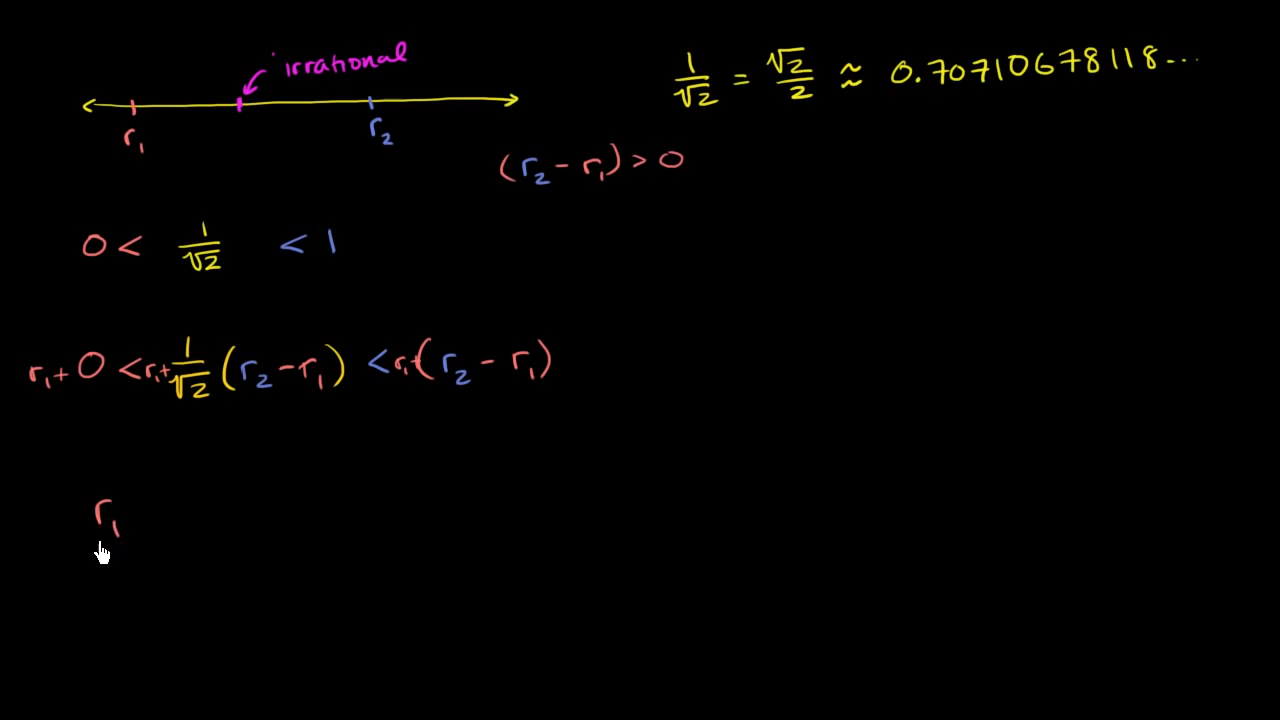 irrational
r₁ r₂
1/√2 = √2/2 ≈ 0.70710678118...
(r₂ - r₁) > 0
0 < 1/√2 < 1
r₁ + 0 < r₁ + 1/√2 (r₂ - r₁) < r₁ + (r₂ - r₁)
r₁